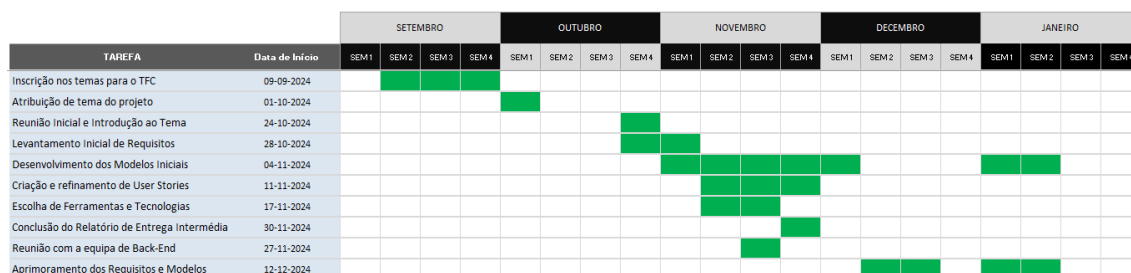 SETEMBRO OUTUBRO NOVEMBRO DECEMBRO JANEIRO
TAREFA Data de Início SEM 1 SEM 2 SEM 3 SEM 4 SEM 1 SEM 2 SEM 3 SEM 4 SEM 1 SEM 2 SEM 3 SEM 4 SEM 1 SEM 2 SEM 3 SEM 4 SEM 1 SEM 2 SEM 3 SEM 4
Inscrição nos temas para o TFC 09-09-2024
Atribuição de tema do projeto 01-10-2024
Reunião Inicial e Introdução ao Tema 24-10-2024
Levantamento Inicial de Requisitos 28-10-2024
Desenvolvimento dos Modelos Iniciais 04-11-2024
Criação e refinamento de User Stories 11-11-2024
Escolha de Ferramentas e Tecnologias 17-11-2024
Conclusão do Relatório de Entrega Intermédia 30-11-2024
Reunião com a equipa de Back-End 27-11-2024
Aprimoramento dos Requisitos e Modelos 12-12-2024